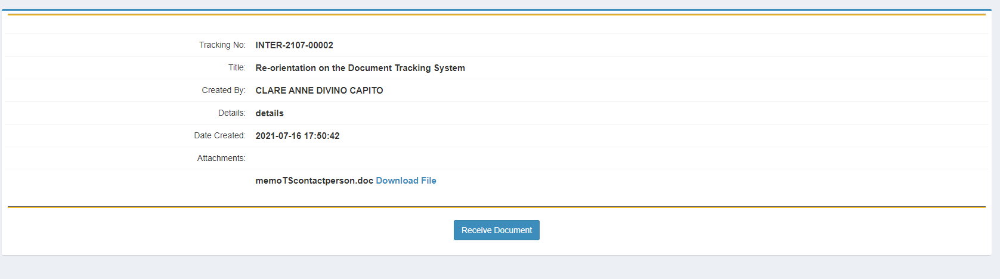 Tracking No: INTER-2107-00002
Title: Re-orientation on the Document Tracking System
Created By: CLARE ANNE DIVINO CAPITO
Details: details
Date Created: 2021-07-16 17:50:42
Attachments:
memoTScontactperson.doc Download File
Receive Document